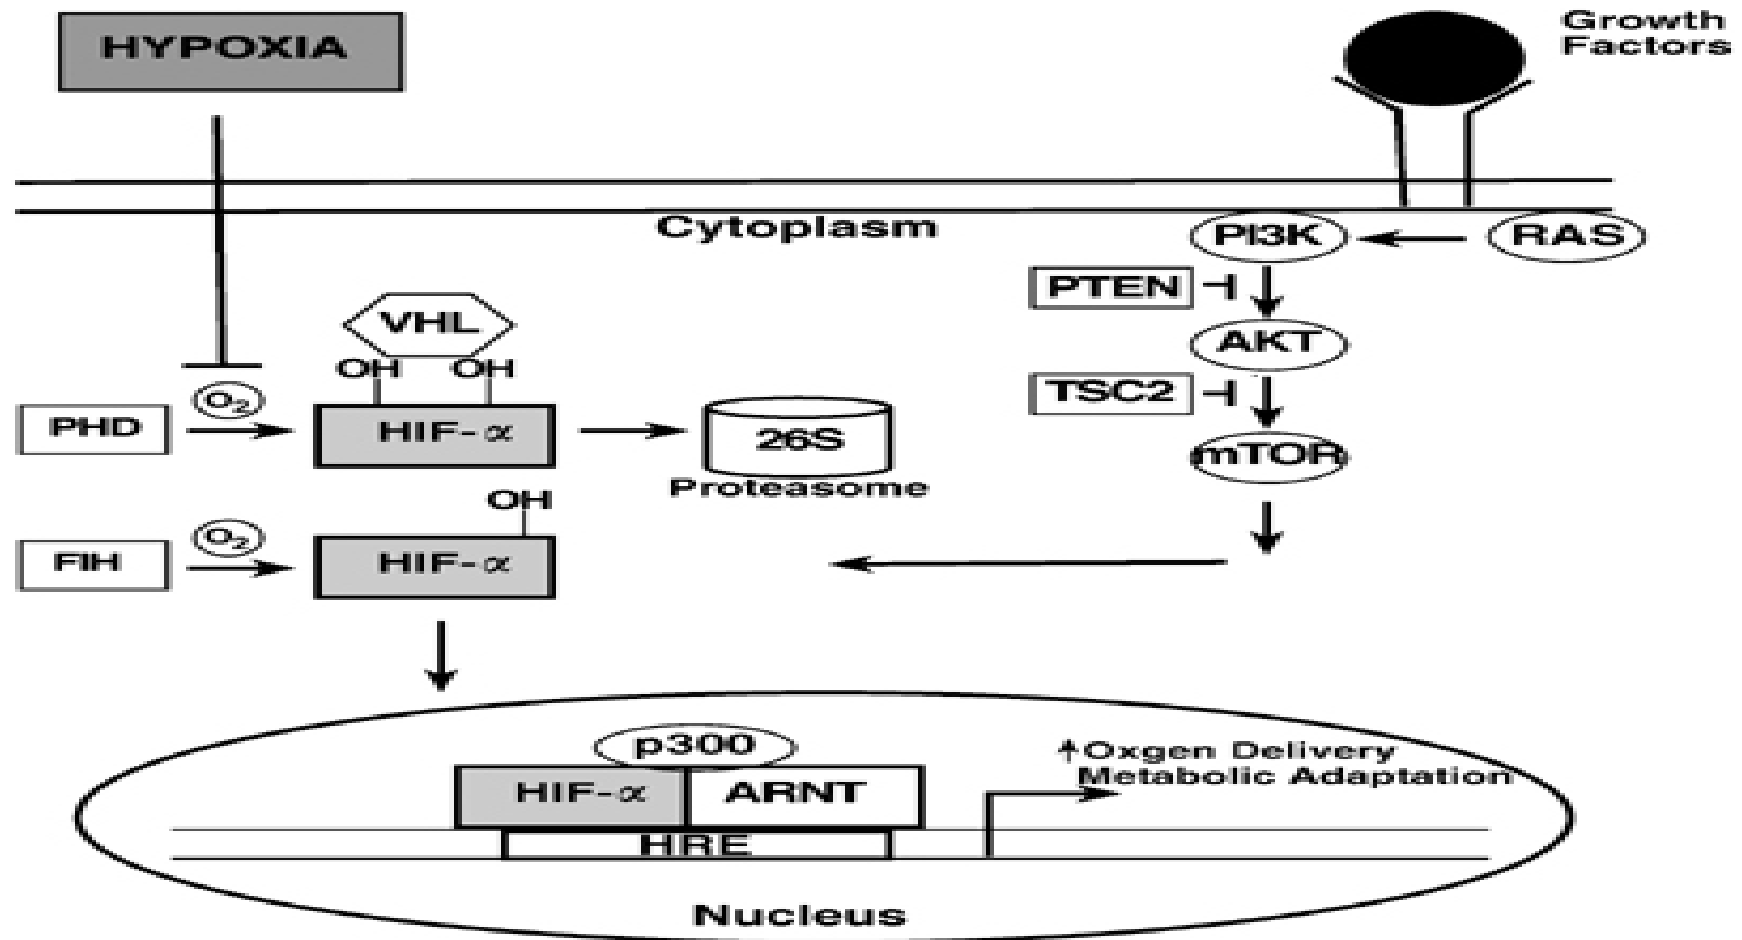 HYPOXIA
Growth
Factors
Cytoplasm
PI3K
RAS
PTEN
AKT
TSC2
mTOR
VHL
OH OH
O2
PHD
HIF-α
26S
Proteasome
OH
O2
FIH
HIF-α
p300
HIF-α
ARNT
HRE
Oxgen Delivery
Metabolic Adaptation
Nucleus